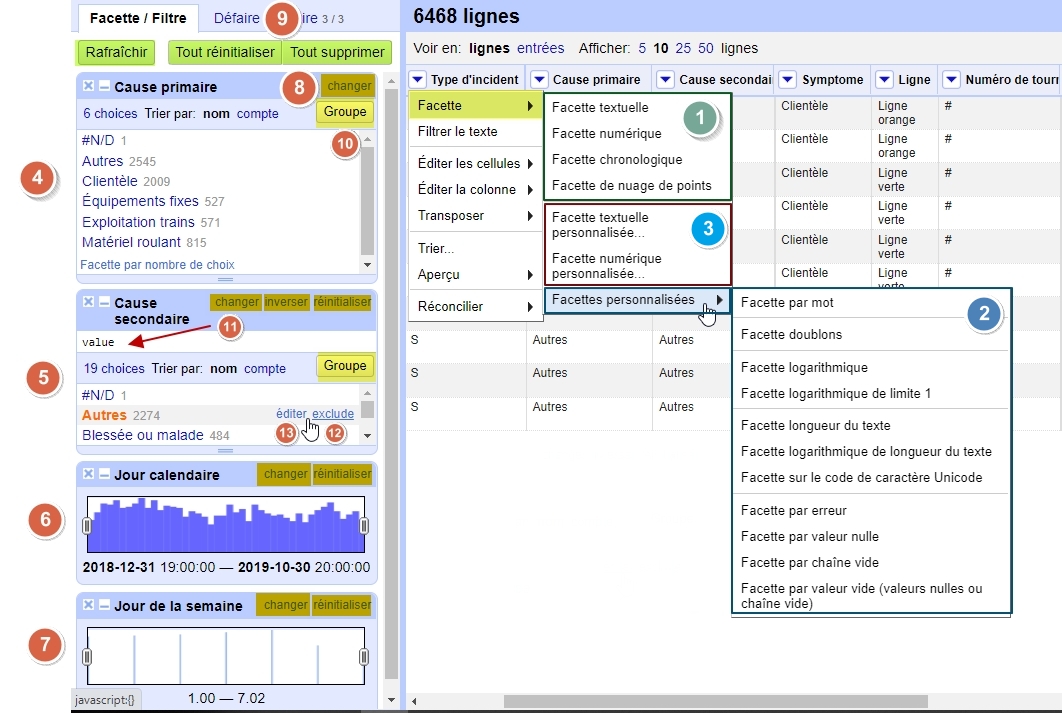 Facette / Filtre
Défaire
ire 3 / 3
9
Rafraîchir
Tout réinitialiser
Tout supprimer
Cause primaire
8
changer
6 choices Trier par: nom compte
Groupe
10
#N/D 1
Autres 2545
4
Clientèle 2009
Équipements fixes 527
Exploitation trains 571
Matériel roulant 815
Facette par nombre de choix
Cause
secondaire
changer
inverser
réinitialiser
11
value
5
19 choices Trier par: nom compte
Groupe
#N/D 1
Autres 2274
éditer
exclude
Blessée ou malade 484
13
12
Jour calendaire
changer
réinitialiser
6
2018-12-31 19:00:00 — 2019-10-30 20:00:00
Jour de la semaine
changer
réinitialiser
7
1.00 — 7.02
javascript:{}
6468 lignes
Voir en: lignes entrées Afficher: 5 10 25 50 lignes
Type d'incident
Cause primaire
Cause secondai
Symptome
Ligne
Numéro de tourn
Facette
Filtrer le texte
Éditer les cellules
Éditer la colonne
Transposer
Trier...
Aperçu
Réconcilier
Facette textuelle
1
Facette numérique
Facette chronologique
Facette de nuage de points
Facette textuelle
personnalisée...
3
Facette numérique
personnalisée...
Facettes personnalisées
Facette par mot
2
Facette doublons
Facette logarithmique
Facette logarithmique de limite 1
Facette longueur du texte
Facette logarithmique de longueur du texte
Facette sur le code de caractère Unicode
Facette par erreur
Facette par valeur nulle
Facette par chaîne vide
Facette par valeur vide (valeurs nulles ou
chaîne vide)
Clientèle
Ligne
orange
#
Clientèle
Ligne
orange
#
Clientèle
Ligne
verte
#
Clientèle
Ligne
verte
#
Clientèle
Ligne
verte
#
Clientèle
Ligne
verte
#
S
Autres
Autres
S
Autres
Autres
S
Autres
Autres